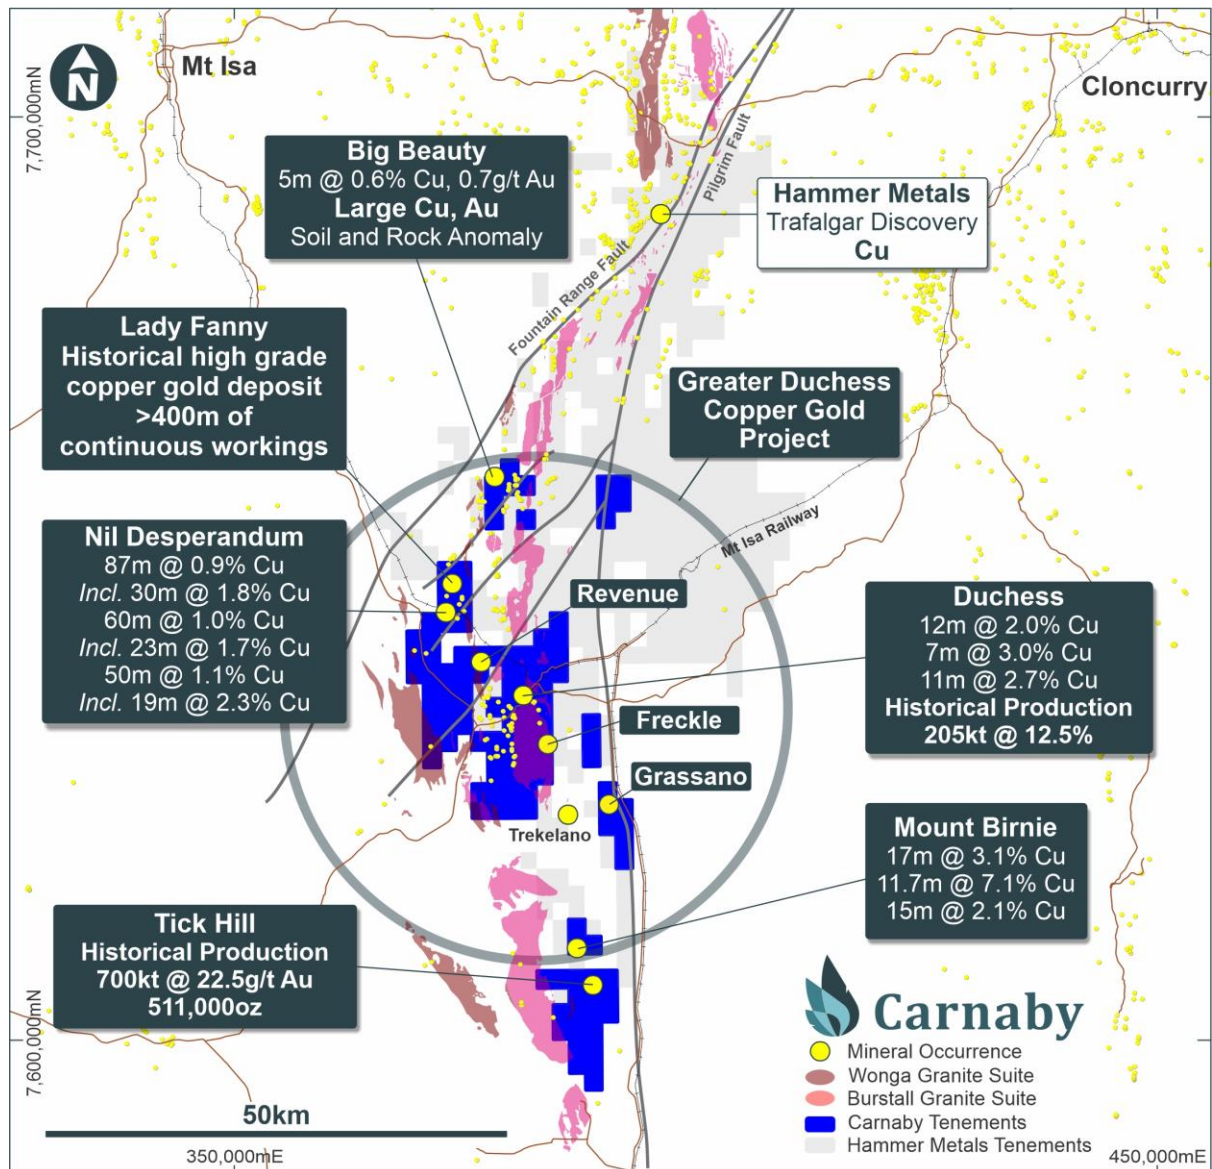 N
Mt Isa
Cloncurry
7,700,000mN
Big Beauty
5m @ 0.6% Cu, 0.7g/t Au
Large Cu, Au
Soil and Rock Anomaly
Pilgrim Fault
Hammer Metals
Trafalgar Discovery
Cu
Fountain Range Fault
Lady Fanny
Historical high grade
copper gold deposit
>400m of
continuous workings
Greater Duchess
Copper Gold
Project
Mt Isa Railway
Nil Desperandum
87m @ 0.9% Cu
Incl. 30m @ 1.8% Cu
60m @ 1.0% Cu
Incl. 23m @ 1.7% Cu
50m @ 1.1% Cu
Incl. 19m @ 2.3% Cu
Revenue
Duchess
12m @ 2.0% Cu
7m @ 3.0% Cu
11m @ 2.7% Cu
Historical Production
205kt @ 12.5%
Freckle
Grassano
Trekelano
Mount Birnie
17m @ 3.1% Cu
11.7m @ 7.1% Cu
15m @ 2.1% Cu
Tick Hill
Historical Production
700kt @ 22.5g/t Au
511,000oz
7,600,000mN
Carnaby
Mineral Occurrence
Wonga Granite Suite
Burstall Granite Suite
Carnaby Tenements
Hammer Metals Tenements
50km
350,000mE
450,000mE